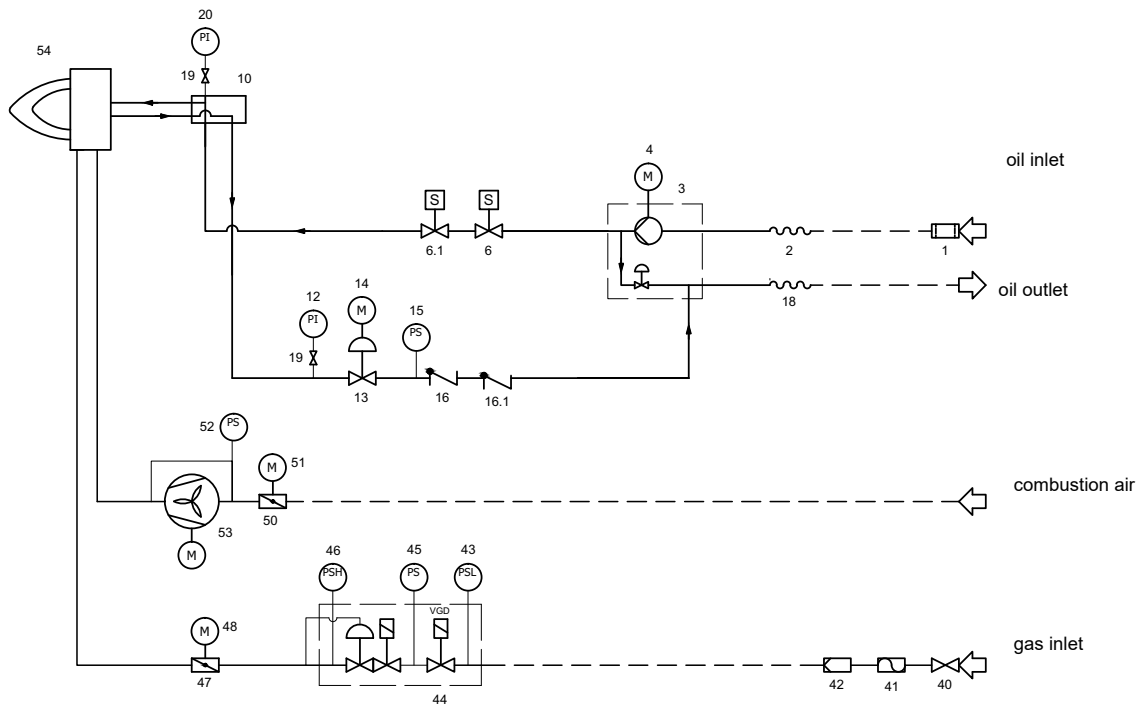 20
54
PI
19
10
4
oil inlet
M
3
S
S
6.1
6
2
1
14
oil outlet
12
M
15
18
PI
PS
19
13
16
16.1
52
PS
M
51
combustion air
53
50
M
46
45
43
PSH
PS
PSL
M
48
VGD
gas inlet
47
44
42
41
40